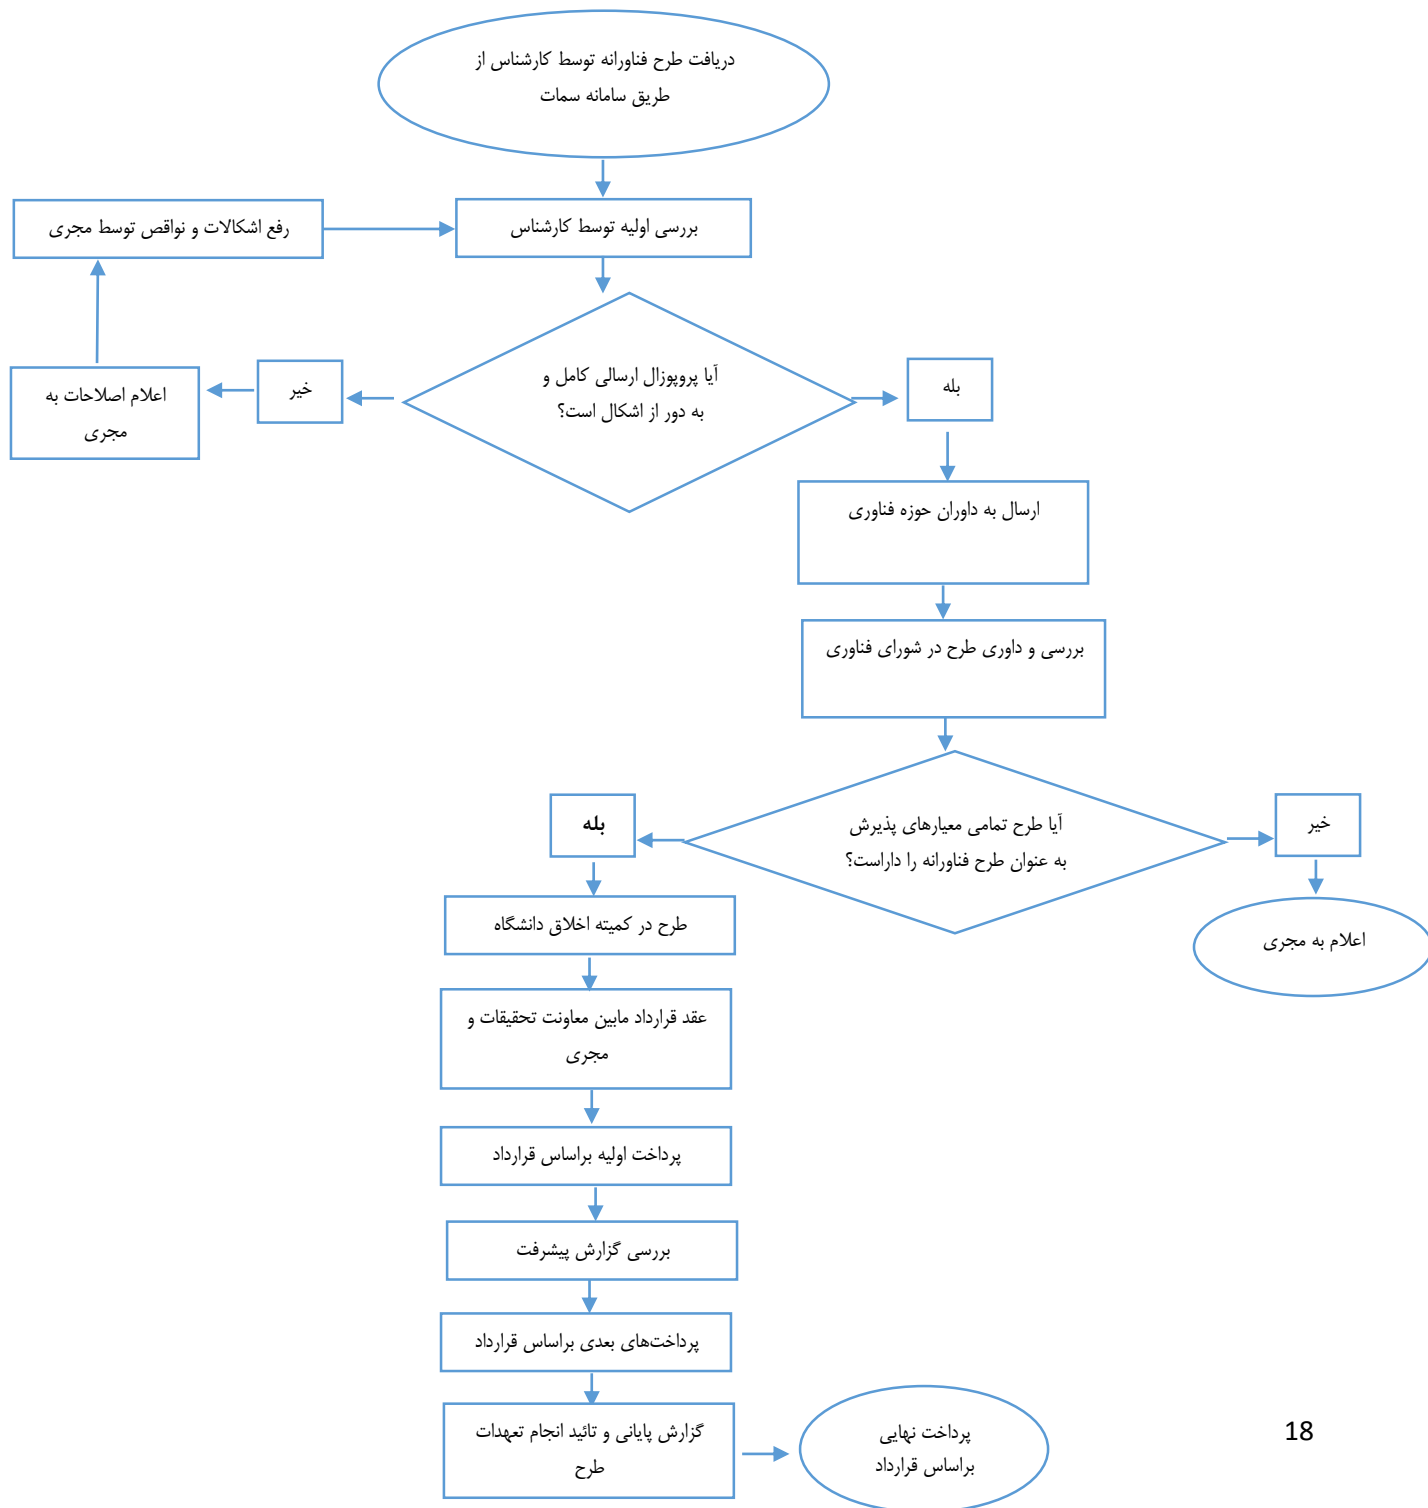 دریافت طرح فناورانه توسط کارشناس از
طریق سامانه سمات
بررسی اولیه توسط کارشناس
رفع اشکالات و نواقص توسط مجری
آیا پروپوزال ارسالی کامل و
به دور از اشکال است؟
بله
خیر
اعلام اصلاحات به
مجری
ارسال به داوران حوزه فناوری
بررسی و داوری طرح در شورای فناوری
آیا طرح تمامی معیارهای پذیرش
به عنوان طرح فناورانه را داراست؟
خیر
بله
اعلام به مجری
طرح در کمیته اخلاق دانشگاه
عقد قرارداد مابین معاونت تحقیقات و
مجری
پرداخت اولیه براساس قرارداد
بررسی گزارش پیشرفت
پرداخت‌های بعدی براساس قرارداد
گزارش پایانی و تائید انجام تعهدات
طرح
پرداخت نهایی
براساس قرارداد
18